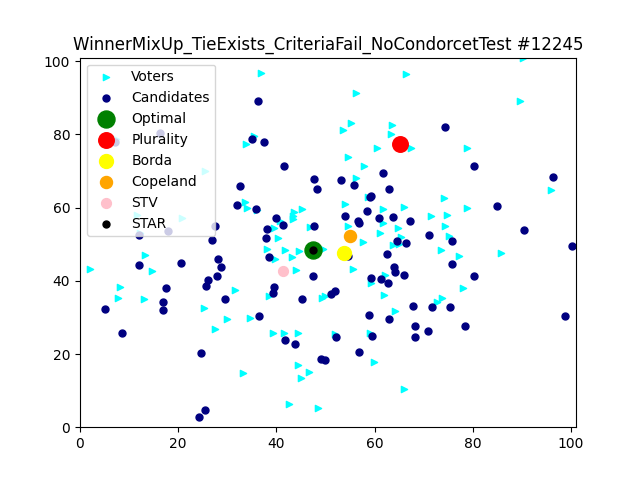 WinnerMixUp_TieExists_CriteriaFail_NoCondorcetTest #12245
100
80
60
40
20
0
Voters
Candidates
Optimal
Plurality
Borda
Copeland
STV
STAR
0 20 40 60 80 100